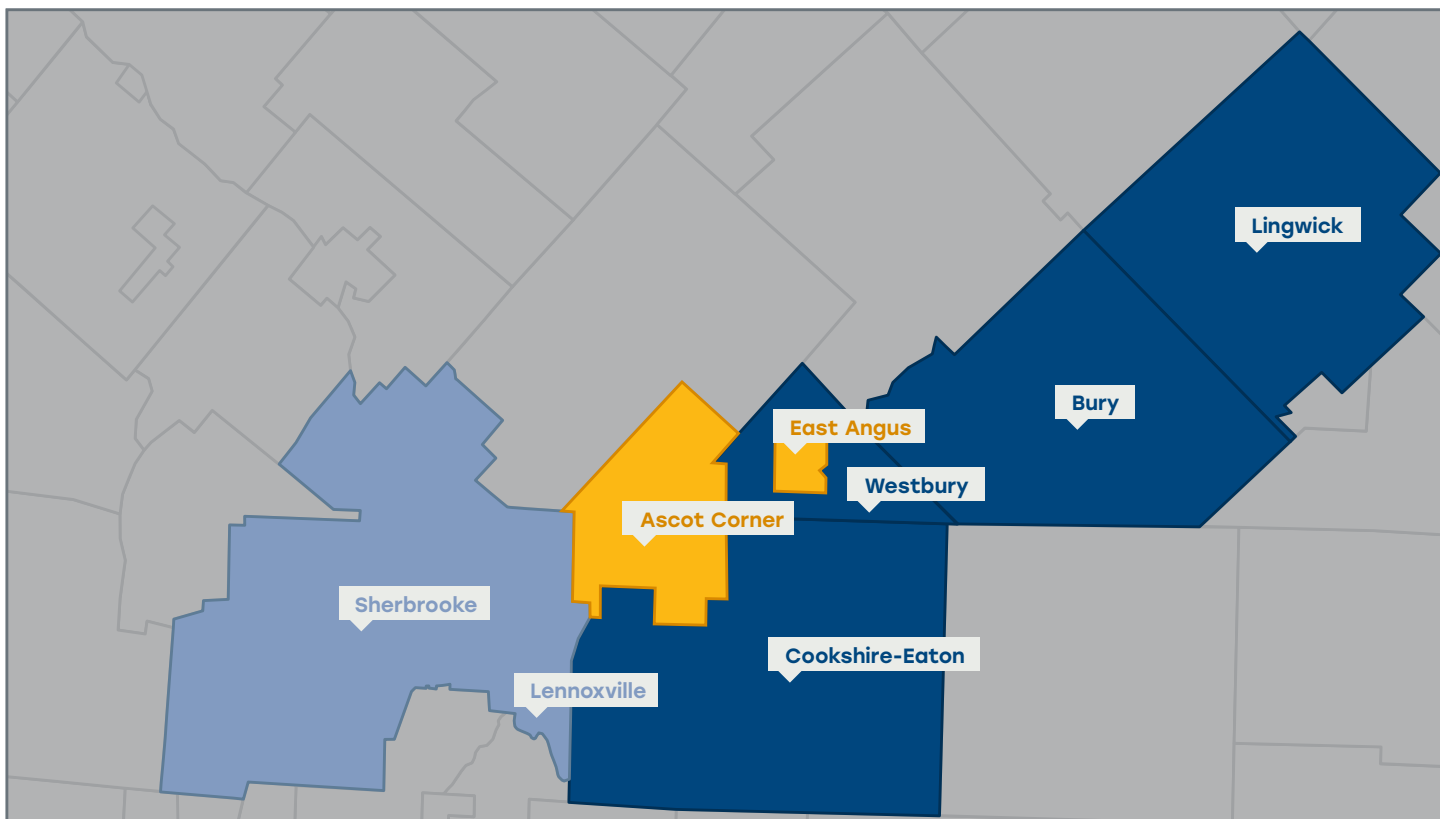 Lingwick
Bury
East Angus
Westbury
Ascot Corner
Sherbrooke
Cookshire-Eaton
Lennoxville